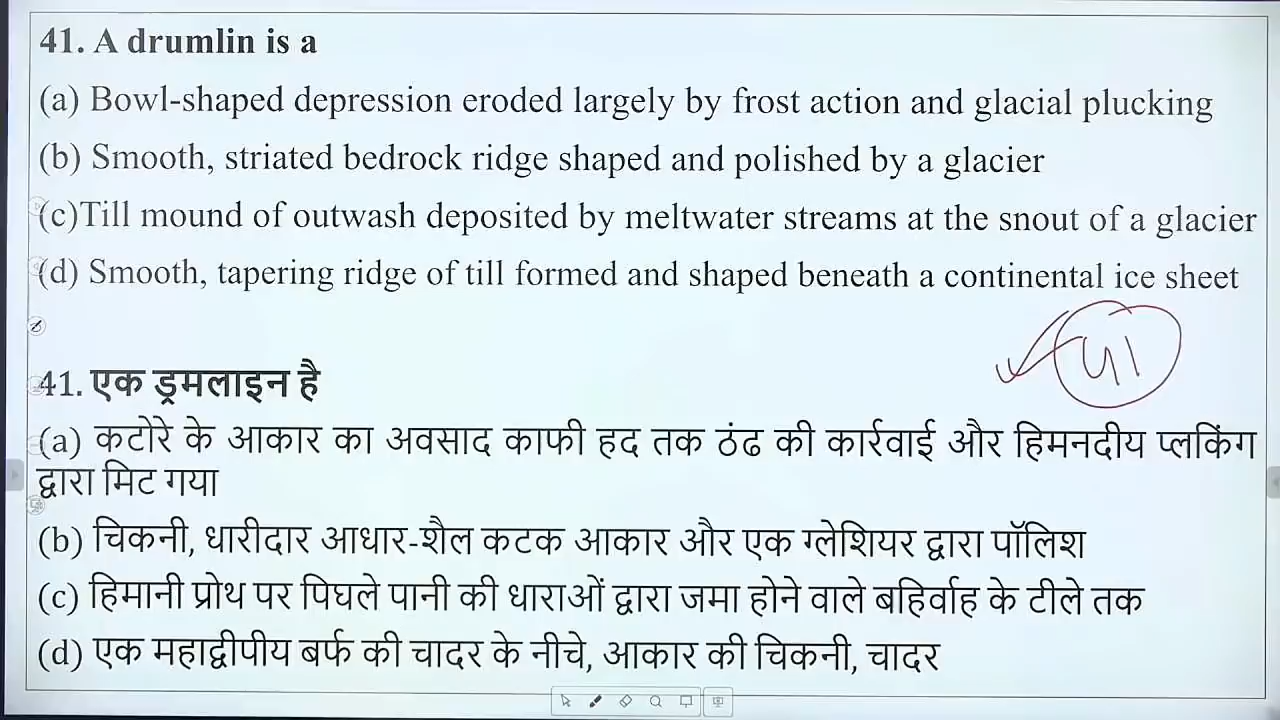 41. A drumlin is a
(a) Bowl-shaped depression eroded largely by frost action and glacial plucking
(b) Smooth, striated bedrock ridge shaped and polished by a glacier
(c)Till mound of outwash deposited by meltwater streams at the snout of a glacier
(d) Smooth, tapering ridge of till formed and shaped beneath a continental ice sheet
41
41. एक ड्रमलाइन है
(a) कटोरे के आकार का अवसाद काफी हद तक ठंढ की कार्रवाई और हिमनदीय प्लकिंग
द्वारा मिट गया
(b) चिकनी, धारीदार आधार-शैल कटक आकार और एक ग्लेशियर द्वारा पॉलिश
(c) हिमानी प्रोथ पर पिघले पानी की धाराओं द्वारा जमा होने वाले बहिर्वाह के टीले तक
(d) एक महाद्वीपीय बर्फ की चादर के नीचे, आकार की चिकनी, चादर